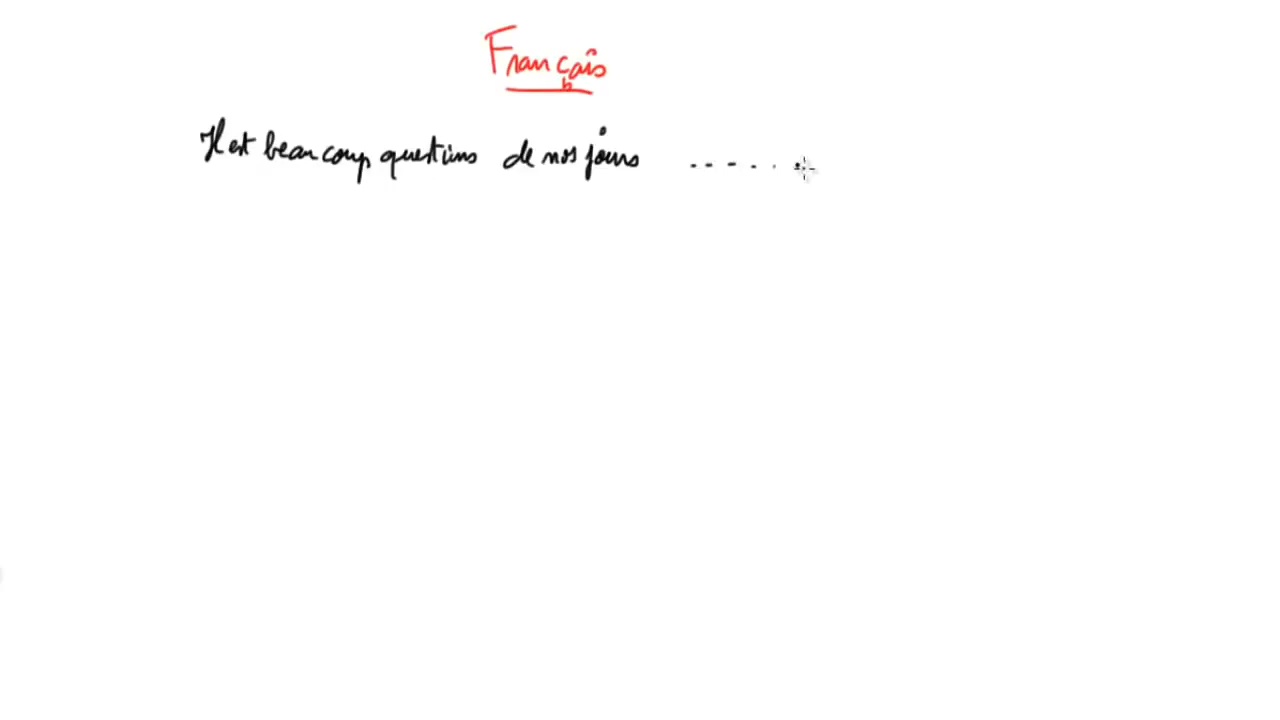 Français
Il est beaucoup questions de nos jours .......